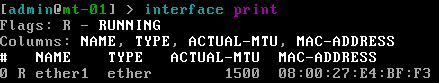 [admin@mt-01] > interface print
Flags: R - RUNNING
Columns: NAME, TYPE, ACTUAL-MTU, MAC-ADDRESS
# NAME TYPE ACTUAL-MTU MAC-ADDRESS
0 R ether1 ether 1500 08:00:27:E4:BF:F3